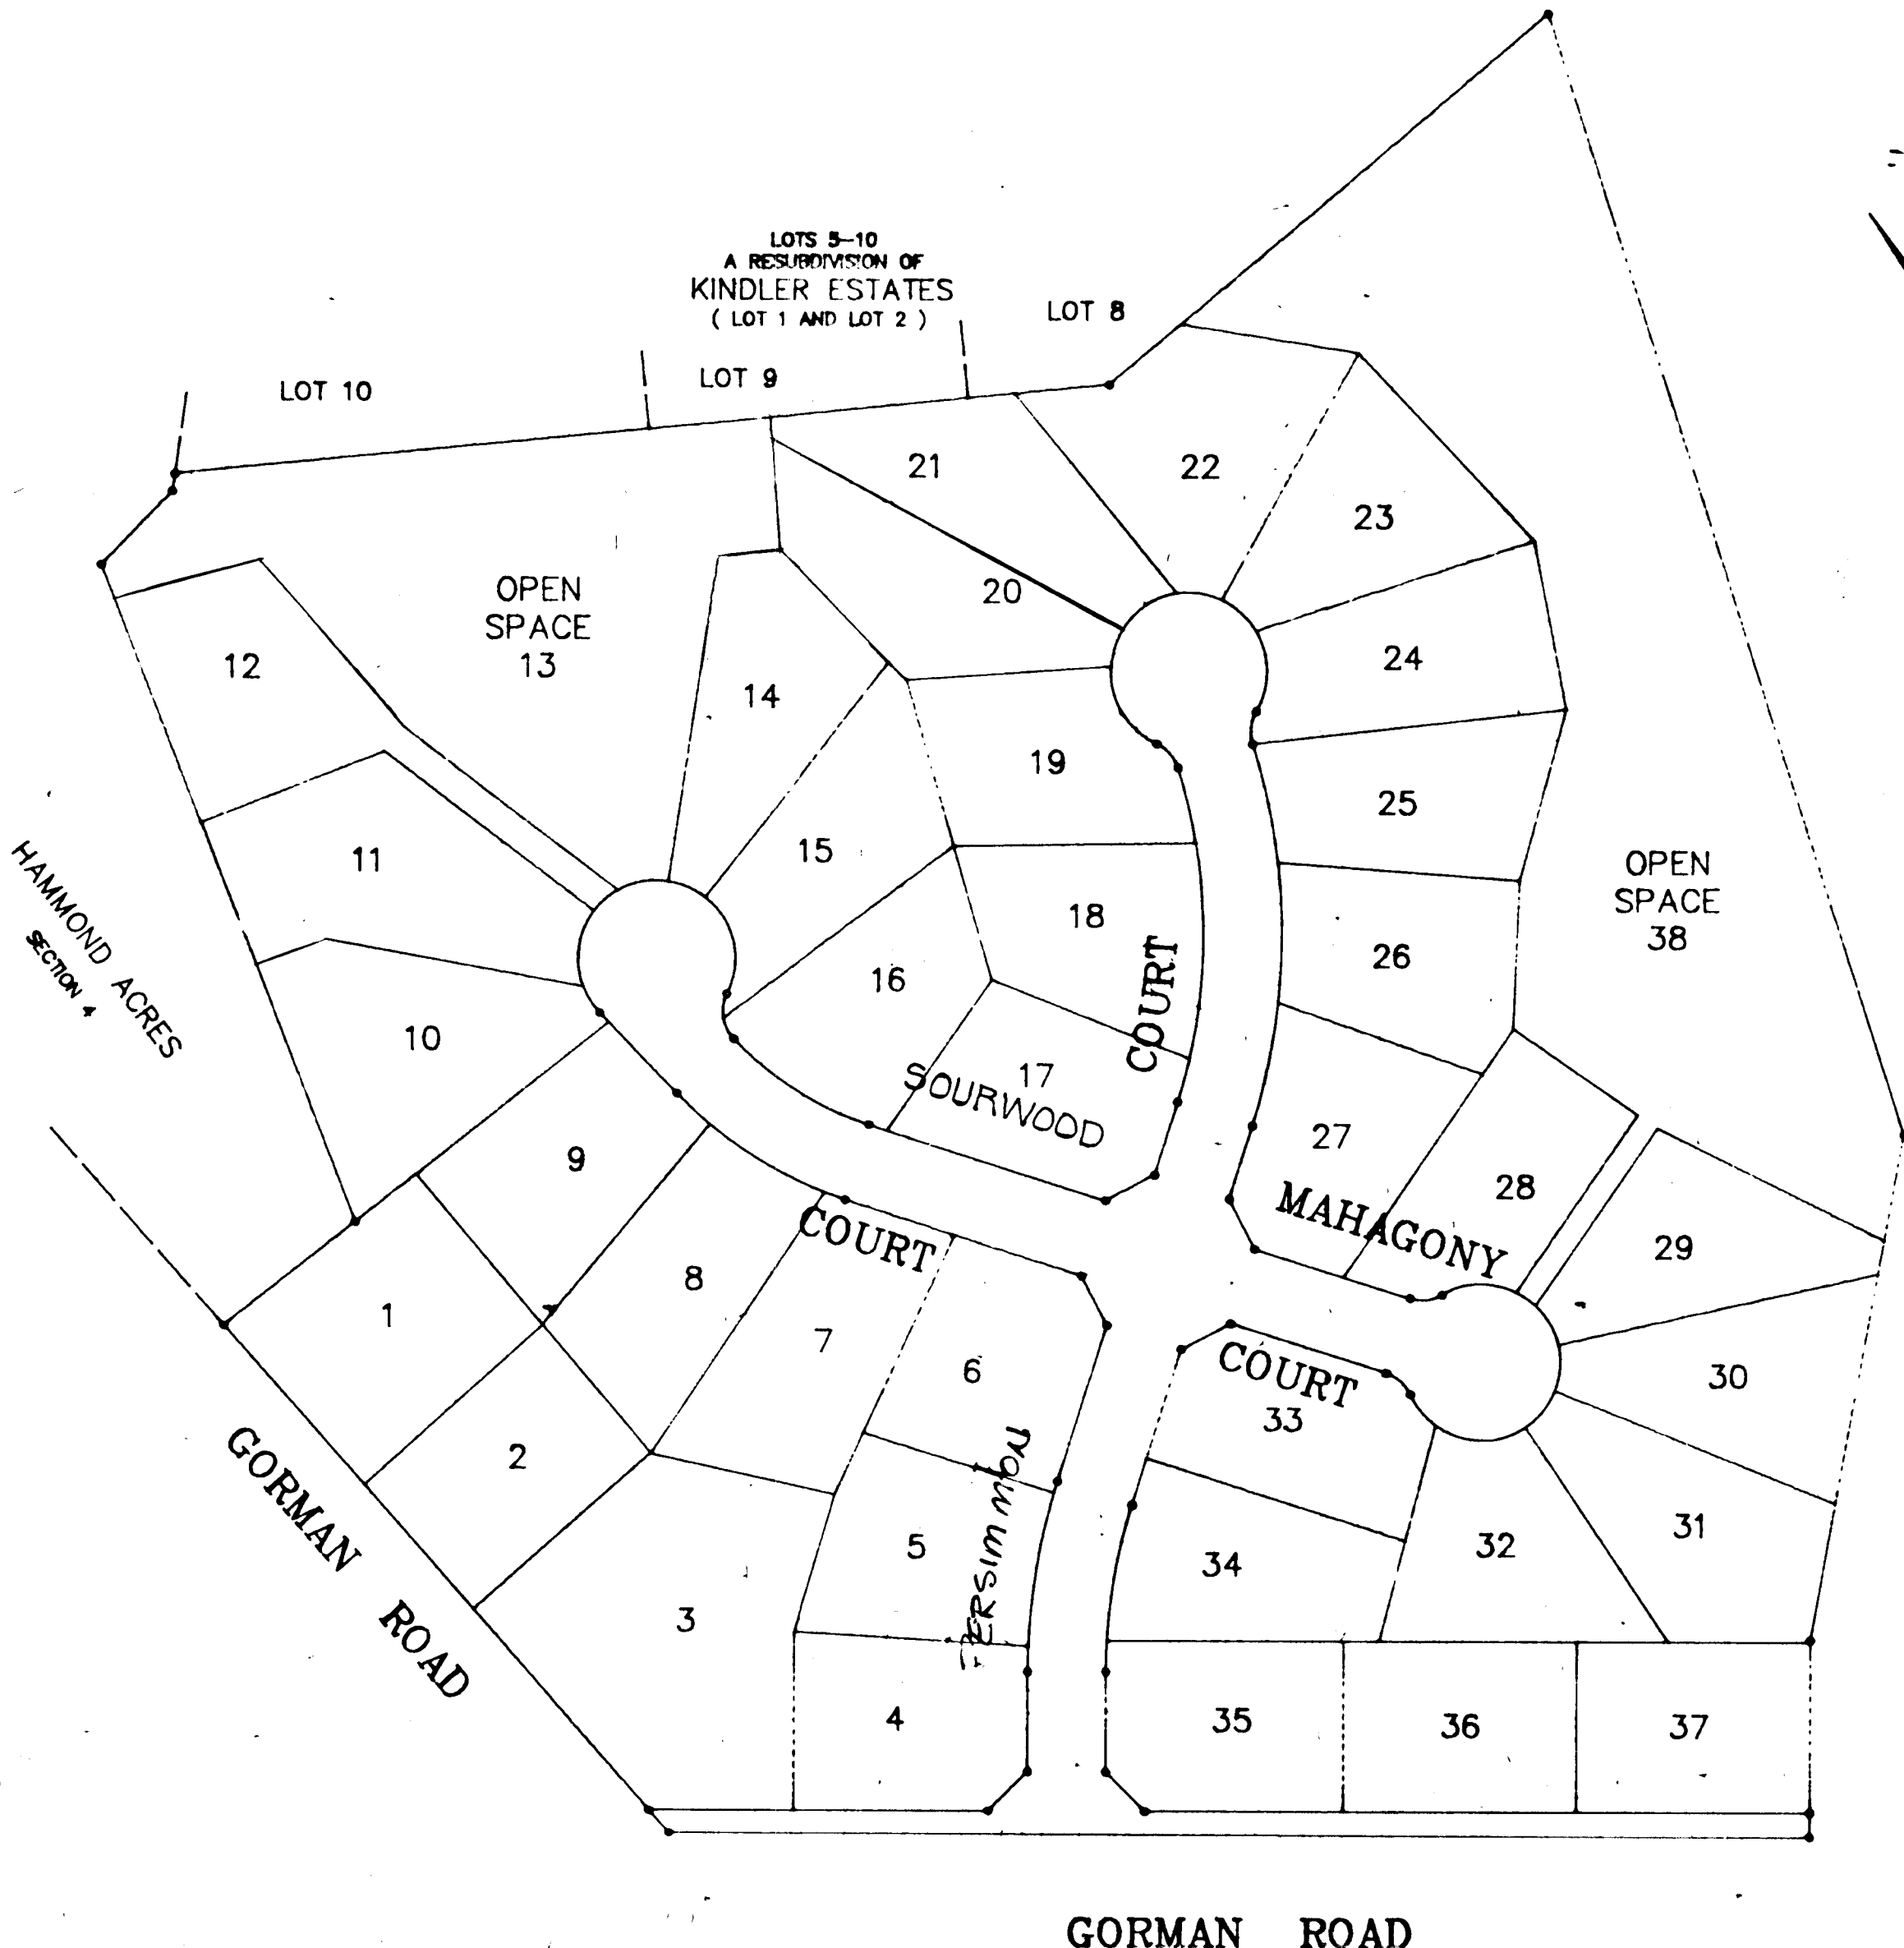 LOTS 5-10
A RESUBDIVISION OF
KINDLER ESTATES
( LOT 1 AND LOT 2 )
LOT 8
LOT 9
LOT 10
21
22
23
20
OPEN
SPACE
13
12
14
24
19
25
15
11
OPEN
SPACE
38
18
26
16
10
HAMMOND ACRES
SECTION 4
COURT
17
SOURWOOD
27
9
28
MAHAGONY
COURT
29
8
1
7
6
COURT
33
30
2
PERSIMMON
5
34
32
31
3
4
35
36
37
GORMAN ROAD
GORMAN ROAD